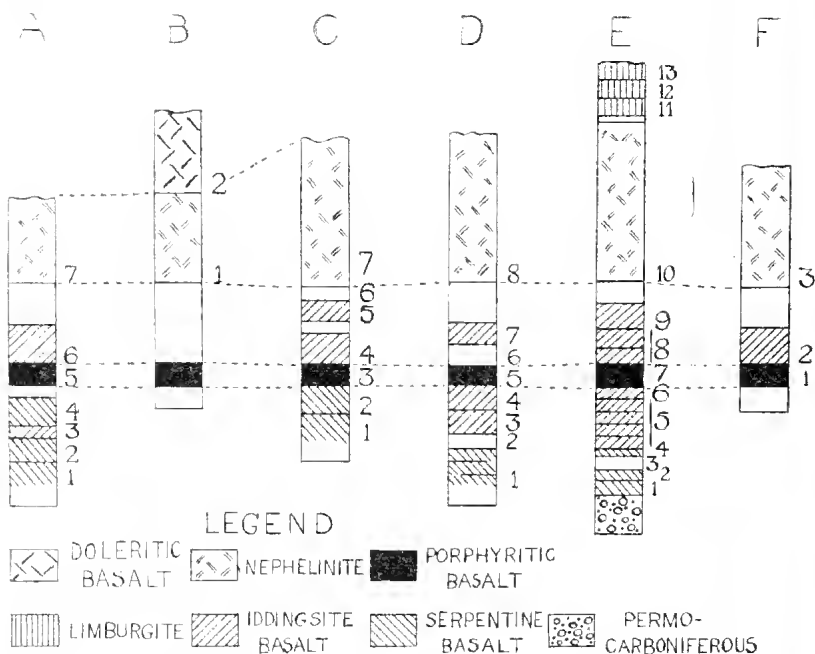 A B C D E F
13
12
11
2
7 1 7 8 10 3
6
5
9
7
8
6 4 6 2
5 3 5 7 1
6
4 2 4
3 3 5
2 1 2 4
3
2
1 1 1
LEGEND
DOLERITIC BASALT
NEPHELINITE
PORPHYRITIC BASALT
LIMBURGITE
IDDINGSITE BASALT
SERPENTINE BASALT
PERMO-CARBONIFEROUS